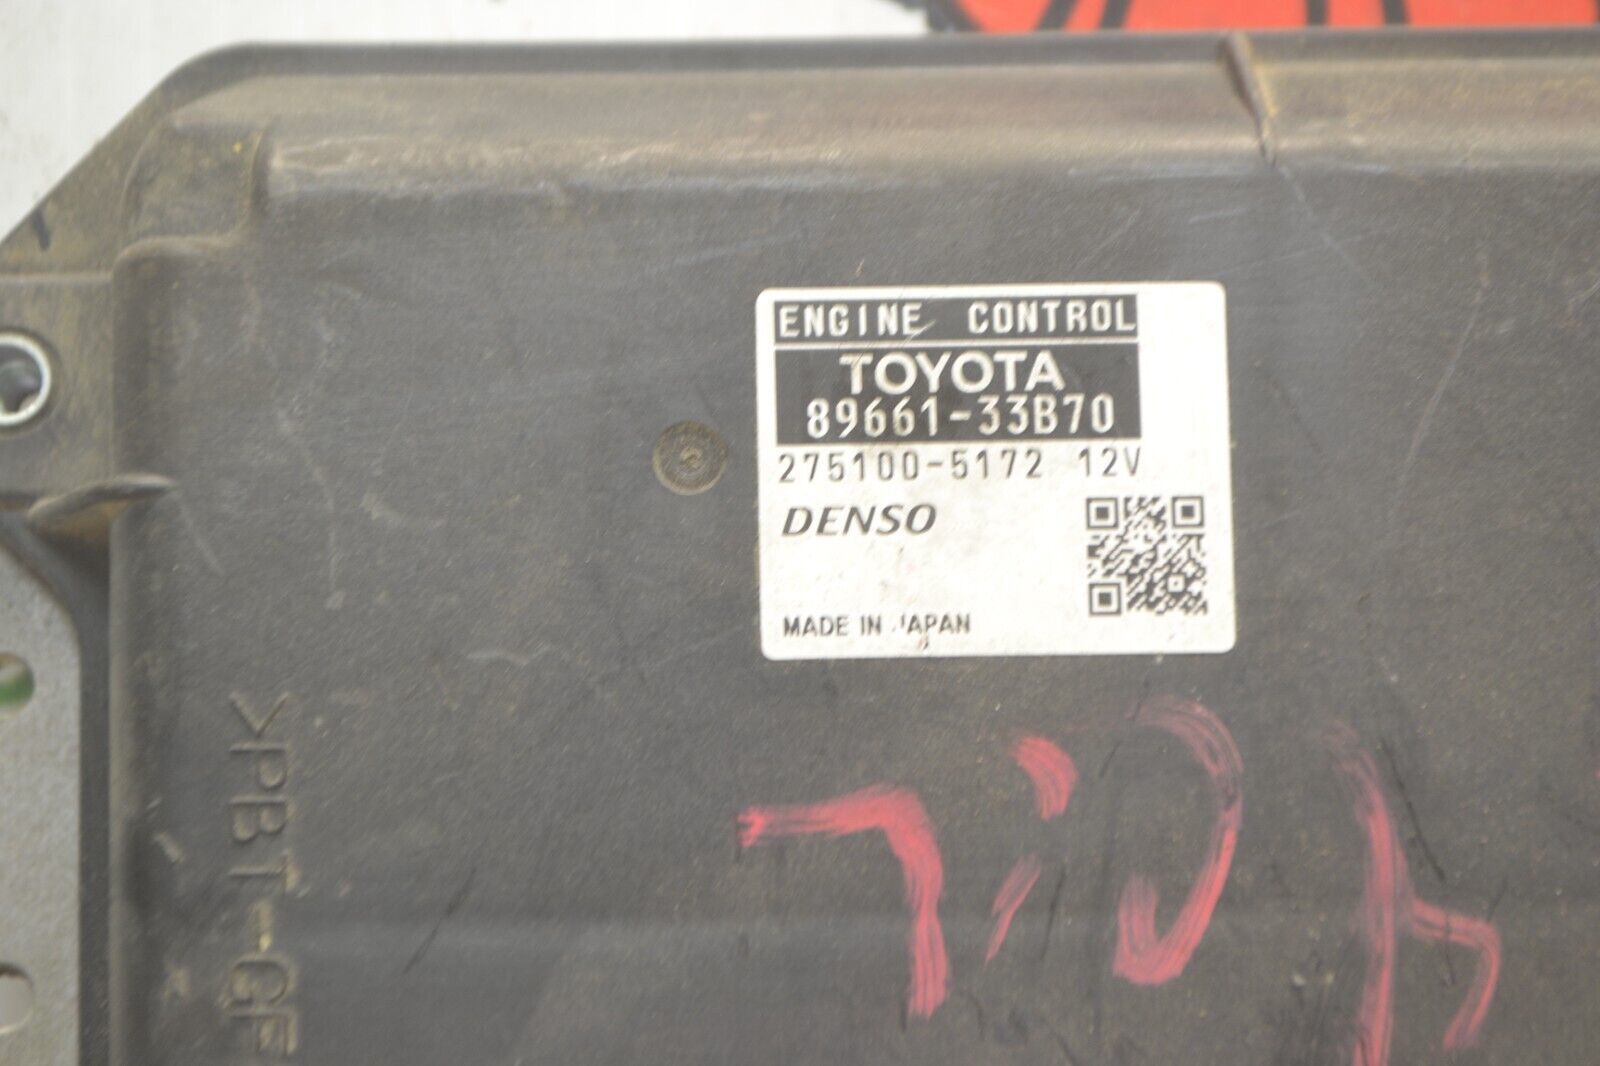 ENGINE CONTROL
TOYOTA
89661-33B70
275100-5172 12V
DENSO
MADE IN JAPAN
>PBT-GF